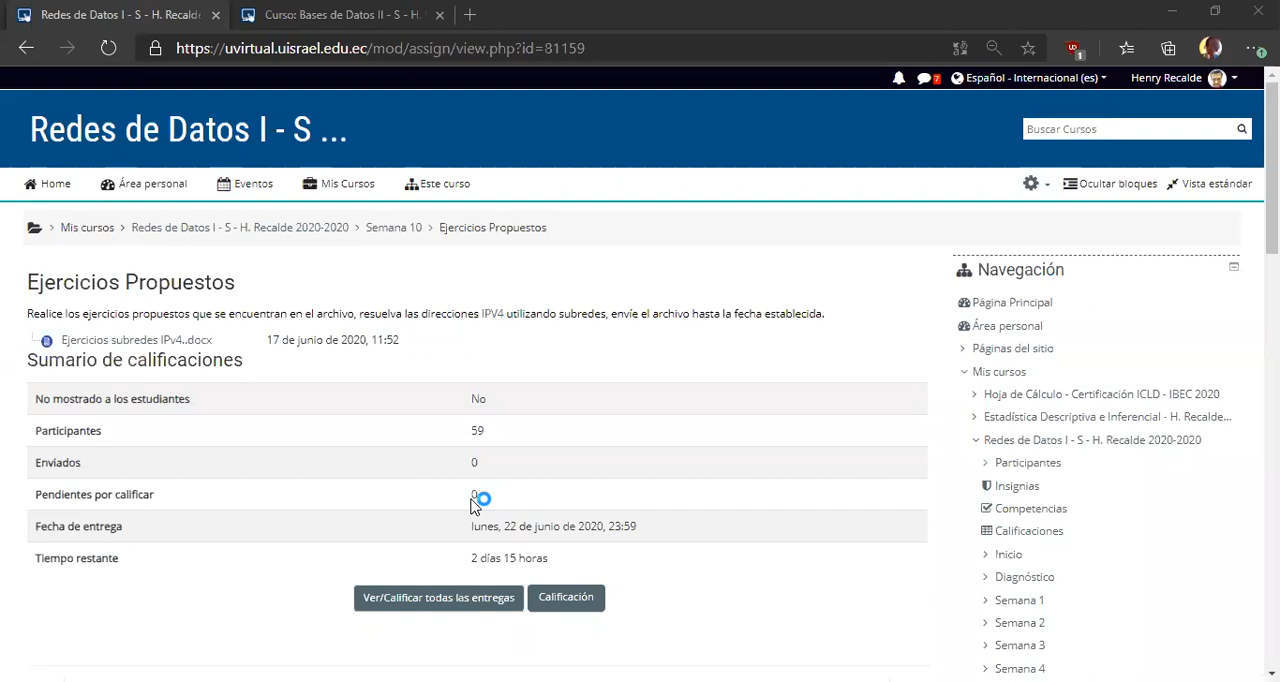 Redes de Datos I - S - H. Recald
Curso: Bases de Datos II - S - H.
https://uvirtual.uisrael.edu.ec/mod/assign/view.php?id=81159
1
7
Español - Internacional (es)
Henry Recalde
Redes de Datos I - S ...
Buscar Cursos
Home
Área personal
Eventos
Mis Cursos
Este curso
Ocultar bloques
Vista estándar
Mis cursos
Redes de Datos I - S - H. Recalde 2020-2020
Semana 10
Ejercicios Propuestos
Ejercicios Propuestos
Realice los ejercicios propuestos que se encuentran en el archivo, resuelva las direcciones IPV4 utilizando subredes, envíe el archivo hasta la fecha establecida.
Ejercicios subredes IPv4..docx 17 de junio de 2020, 11:52
Sumario de calificaciones
No mostrado a los estudiantes No
Participantes 59
Enviados 0
Pendientes por calificar 0
Fecha de entrega lunes, 22 de junio de 2020, 23:59
Tiempo restante 2 días 15 horas
Ver/Calificar todas las entregas
Calificación
Navegación
Página Principal
Área personal
Páginas del sitio
Mis cursos
Hoja de Cálculo - Certificación ICLD - IBEC 2020
Estadística Descriptiva e Inferencial - H. Recalde...
Redes de Datos I - S - H. Recalde 2020-2020
Participantes
Insignias
Competencias
Calificaciones
Inicio
Diagnóstico
Semana 1
Semana 2
Semana 3
Semana 4